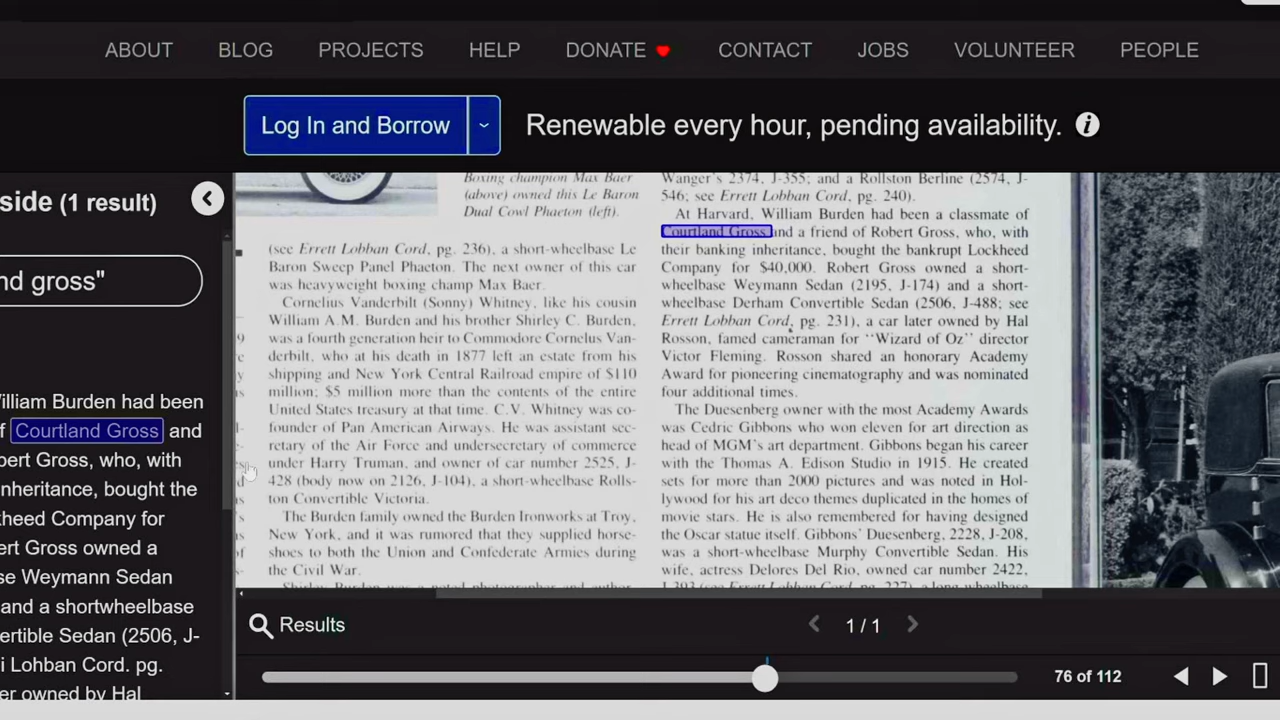 ABOUT BLOG PROJECTS HELP DONATE CONTACT JOBS VOLUNTEER PEOPLE
Log In and Borrow
Renewable every hour, pending availability.
side (1 result)
nd gross"
illiam Burden had been
f Courtland Gross and
bert Gross, who, with
nheritance, bought the
kheed Company for
ert Gross owned a
se Weymann Sedan
and a shortwheelbase
ertible Sedan (2506, J-
i Lohban Cord. pg.
er owned by Hal
Boxing champion Max Baer
(above) owned this Le Baron
Dual Cowl Phaeton (left).
(see Errett Lobban Cord, pg. 236), a short-wheelbase Le
Baron Sweep Panel Phaeton. The next owner of this car
was heavyweight boxing champ Max Baer.
Cornelius Vanderbilt (Sonny) Whitney, like his cousin
William A.M. Burden and his brother Shirley C. Burden,
was a fourth generation heir to Commodore Cornelius Van-
derbilt, who at his death in 1877 left an estate from his
shipping and New York Central Railroad empire of $110
million; $5 million more than the contents of the entire
United States treasury at that time. C.V. Whitney was co-
founder of Pan American Airways. He was assistant sec-
retary of the Air Force and undersecretary of commerce
under Harry Truman, and owner of car number 2525, J-
428 (body now on 2126, J-104), a short-wheelbase Rolls-
ton Convertible Victoria.
The Burden family owned the Burden Ironworks at Troy,
New York, and it was rumored that they supplied horse-
shoes to both the Union and Confederate Armies during
the Civil War.
Shirley Burden was a noted photographer and author
Wanger's 2374, J-355; and a Rollston Berline (2574, J-
546; see Errett Lobban Cord, pg. 240).
At Harvard, William Burden had been a classmate of
Courtland Gross and a friend of Robert Gross, who, with
their banking inheritance, bought the bankrupt Lockheed
Company for $40,000. Robert Gross owned a short-
wheelbase Weymann Sedan (2195, J-174) and a short-
wheelbase Derham Convertible Sedan (2506, J-488; see
Errett Lobban Cord, pg. 231), a car later owned by Hal
Rosson, famed cameraman for "Wizard of Oz" director
Victor Fleming. Rosson shared an honorary Academy
Award for pioneering cinematography and was nominated
four additional times.
The Duesenberg owner with the most Academy Awards
was Cedric Gibbons who won eleven for art direction as
head of MGM's art department. Gibbons began his career
with the Thomas A. Edison Studio in 1915. He created
sets for more than 2000 pictures and was noted in Hol-
lywood for his art deco themes duplicated in the homes of
movie stars. He is also remembered for having designed
the Oscar statue itself. Gibbons' Duesenberg, 2228, J-208,
was a short-wheelbase Murphy Convertible Sedan. His
wife, actress Delores Del Rio, owned car number 2422,
J-393 (see Errett Lobban Cord, pg. 227), a long wheelbase
Results
1 / 1
76 of 112